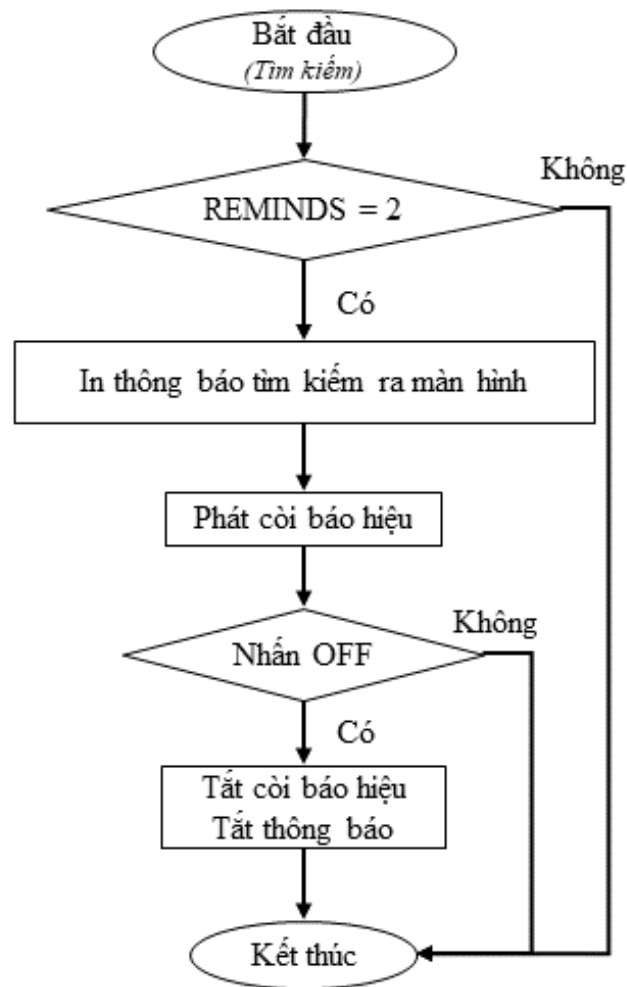 Bắt đầu
(Tìm kiếm)
Không
REMINDS = 2
Có
In thông báo tìm kiếm ra màn hình
Phát còi báo hiệu
Không
Nhấn OFF
Có
Tắt còi báo hiệu
Tắt thông báo
Kết thúc